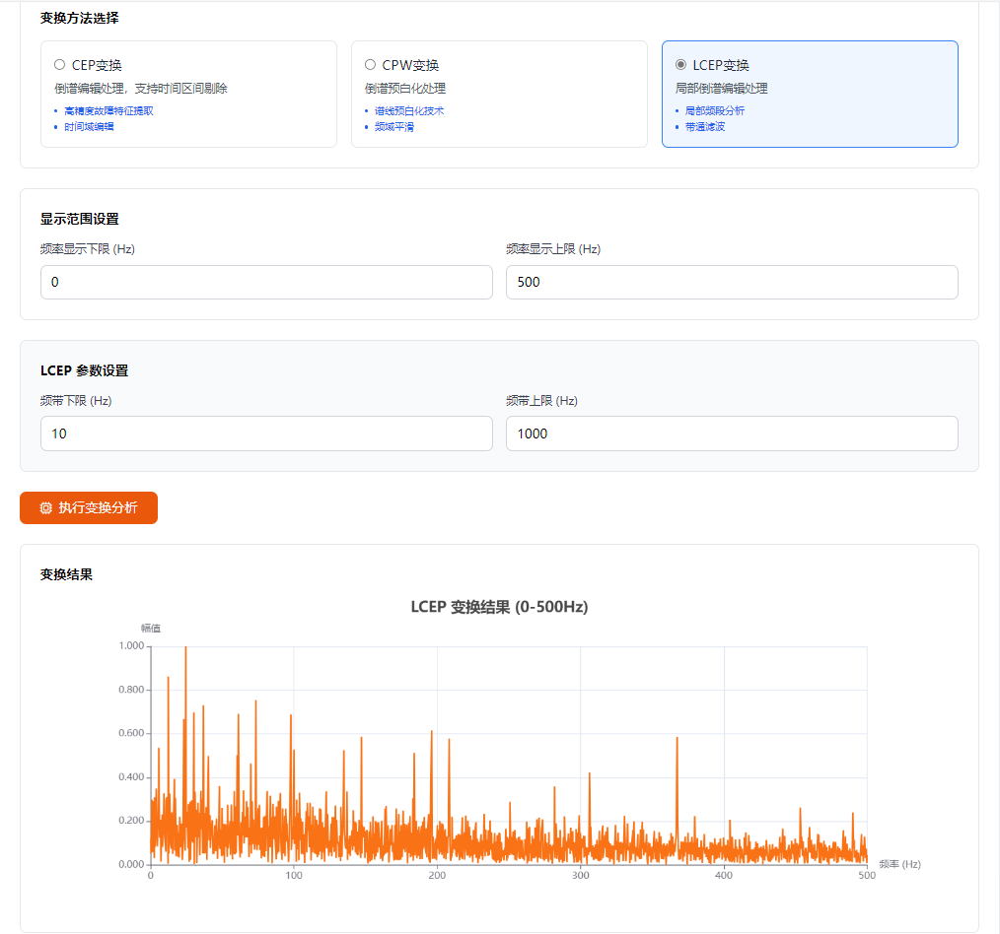 变换方法选择
CEP变换
倒谱编辑处理，支持时间区间剔除
• 高精度故障特征提取
• 时间域编辑
CPW变换
倒谱预白化处理
• 谱线预白化技术
• 频域平滑
LCEP变换
局部倒谱编辑处理
• 局部频段分析
• 带通滤波
显示范围设置
频率显示下限 (Hz)
0
频率显示上限 (Hz)
500
LCEP 参数设置
频带下限 (Hz)
10
频带上限 (Hz)
1000
执行变换分析
变换结果
LCEP 变换结果 (0-500Hz)
幅值
1.000
0.800
0.600
0.400
0.200
0.000
0 100 200 300 400 500
频率 (Hz)